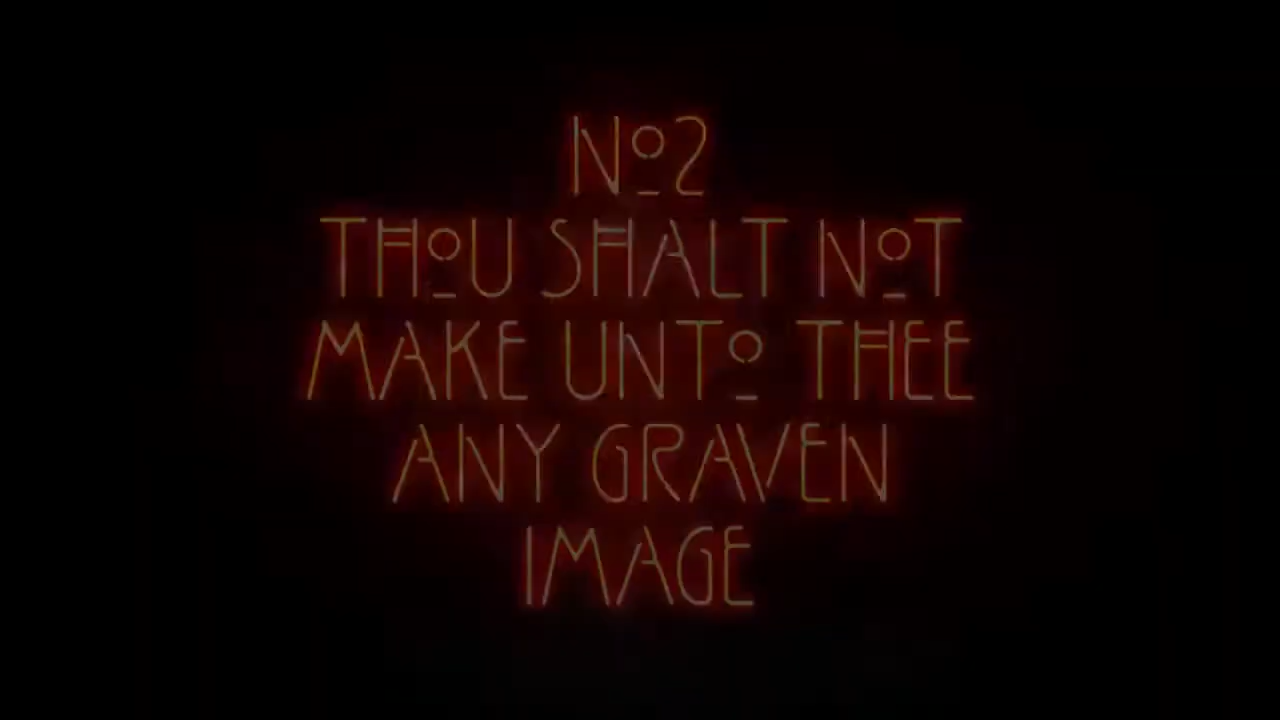 No2
THoU SHALT NoT
MAKE UNTo THEE
ANY GRAVEN
IMAGE